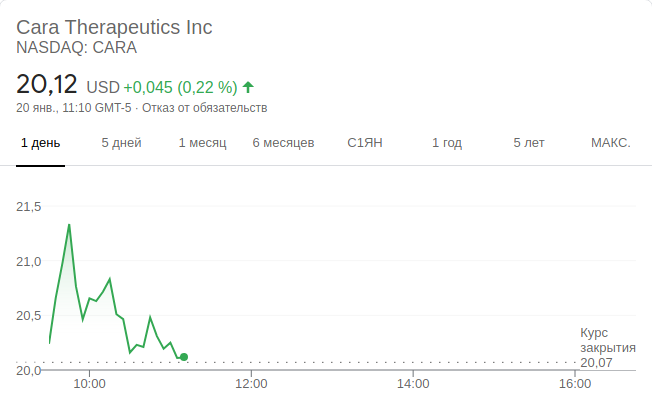 Cara Therapeutics Inc
NASDAQ: CARA
20,12 USD +0,045 (0,22 %)
20 янв., 11:10 GMT-5 · Отказ от обязательств
1 день 5 дней 1 месяц 6 месяцев С1ЯН 1 год 5 лет МАКС.
21,5
21,0
20,5
20,0
Курс
закрытия
20,07
10:00 12:00 14:00 16:00